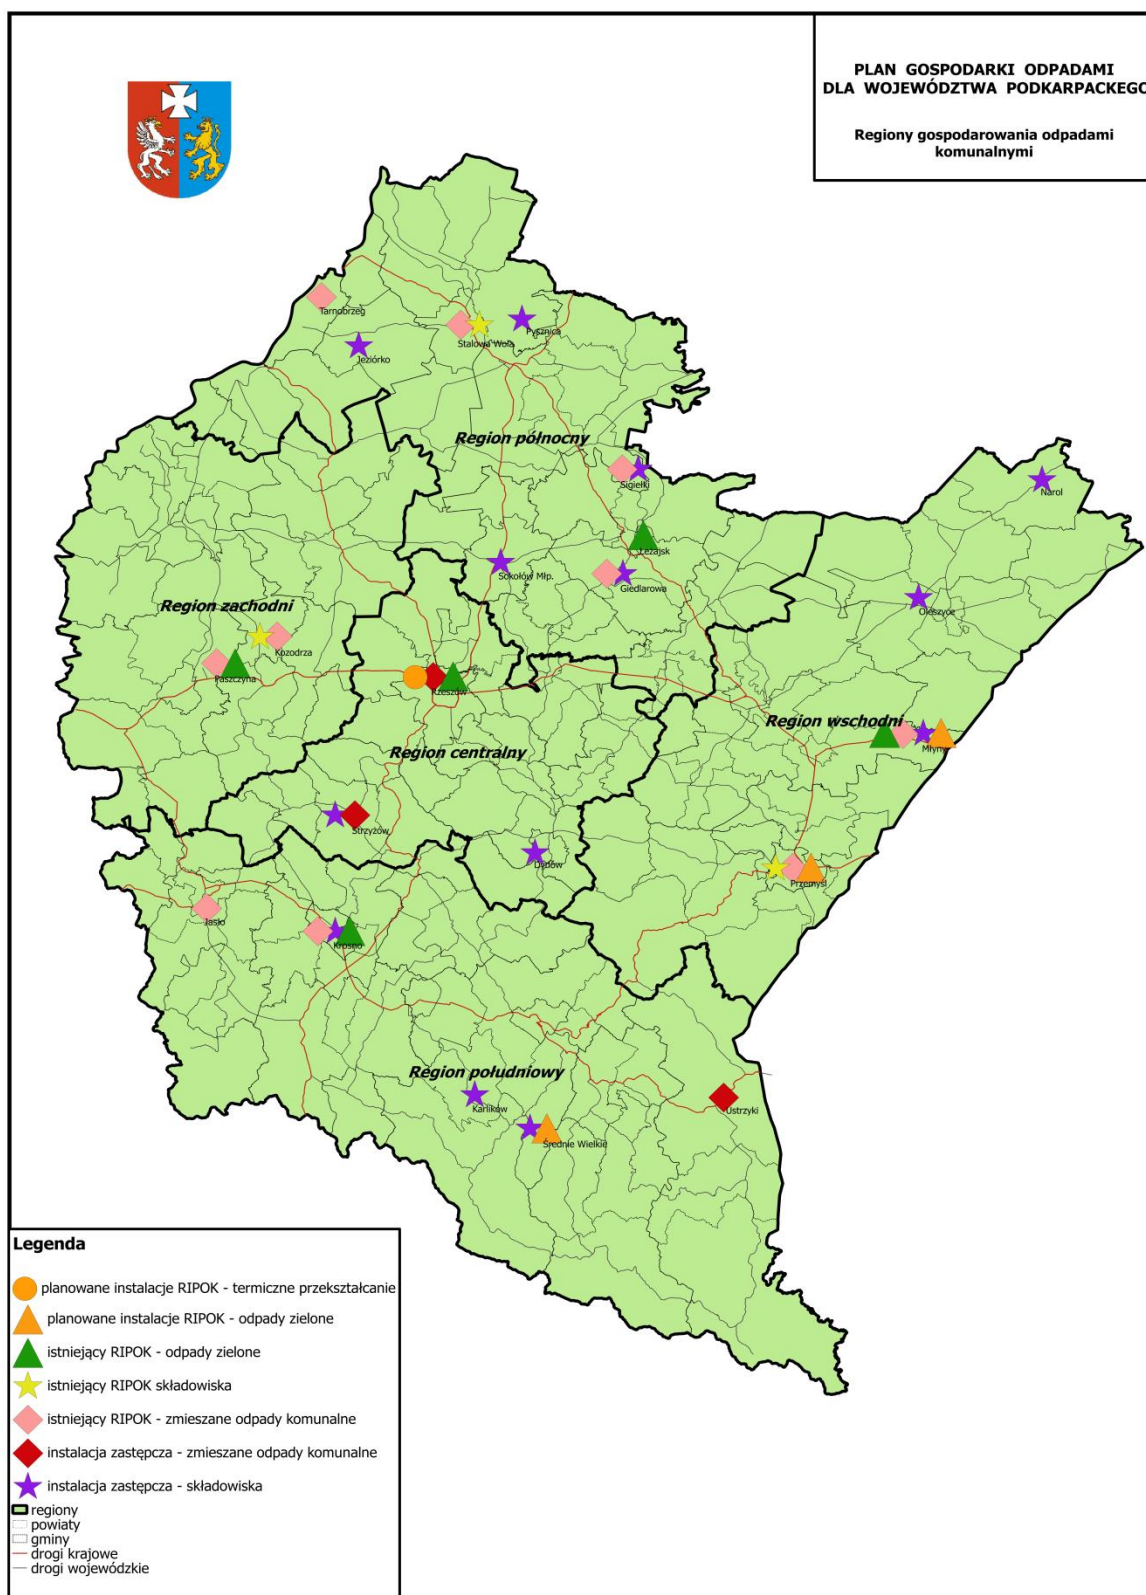 PLAN GOSPODARKI ODPADAMI
DLA WOJEWÓDZTWA PODKARPACKEGO
Regiony gospodarowania odpadami
komunalnymi
Tarnobrzeg
Stalowa Wola
Pysznica
Jeziórko
Region północny
Sigiełki
Narol
Leżajsk
Sokołów Młp.
Giedlarowa
Oleszyce
Region zachodni
Kozodrza
Paszczyna
Rzeszów
Region wschodni
Młyny
Region centralny
Strzyżów
Dynów
Przemyśl
Jasło
Krosno
Region południowy
Karlików
Ustrzyki
Średnie Wielkie
Legenda
planowane instalacje RIPOK - termiczne przekształcanie
planowane instalacje RIPOK - odpady zielone
istniejący RIPOK - odpady zielone
istniejący RIPOK składowiska
istniejący RIPOK - zmieszane odpady komunalne
instalacja zastępcza - zmieszane odpady komunalne
instalacja zastępcza - składowiska
regiony
powiaty
gminy
drogi krajowe
drogi wojewódzkie